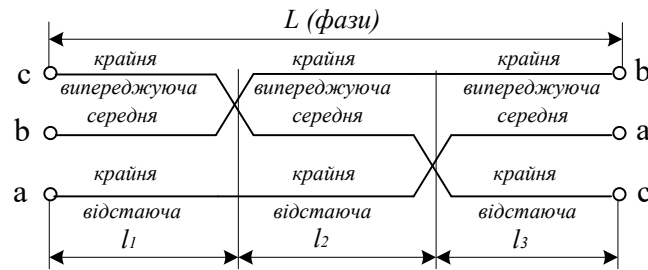 L (фази)
c крайня крайня крайня b
випереджуюча випереджуюча випереджуюча
b середня середня середня a
a крайня крайня крайня c
відстаюча відстаюча відстаюча
l1 l2 l3